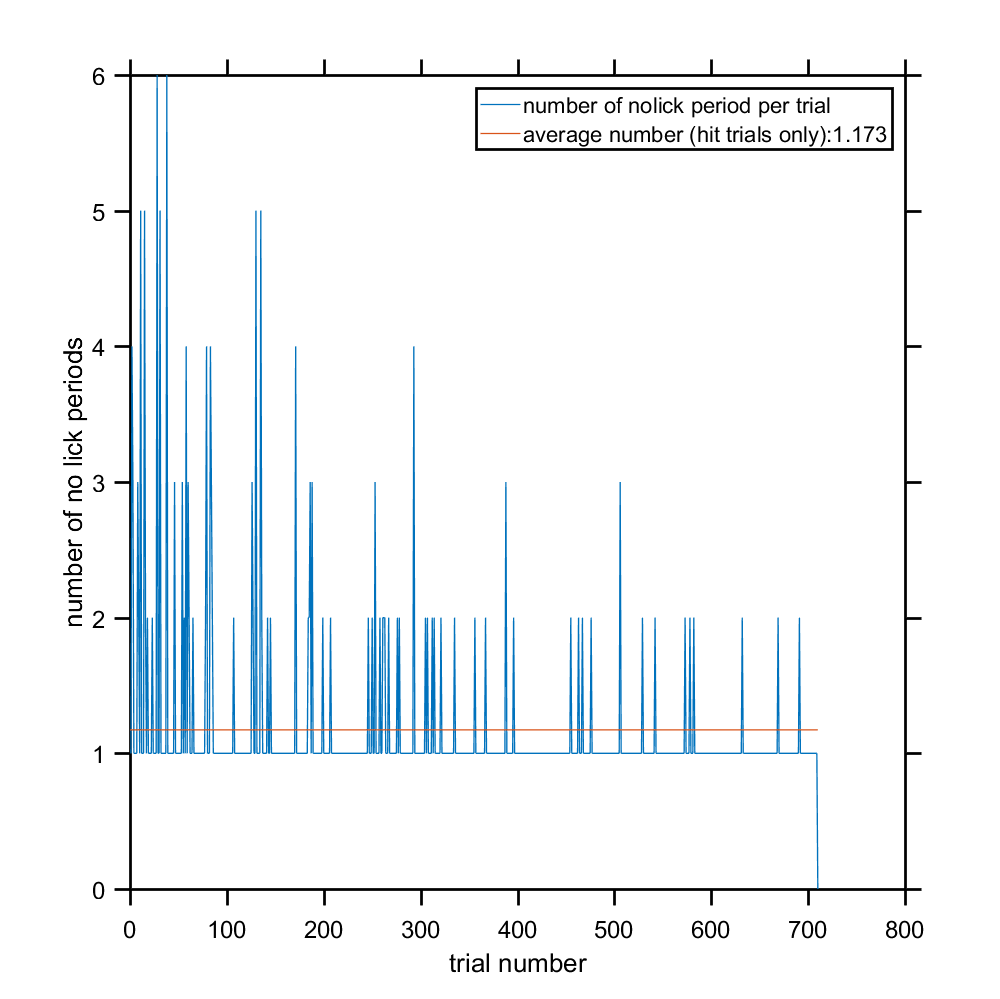 number of nolick period per trial
average number (hit trials only):1.173
number of no lick periods
6
5
4
3
2
1
0
0 100 200 300 400 500 600 700 800
trial number